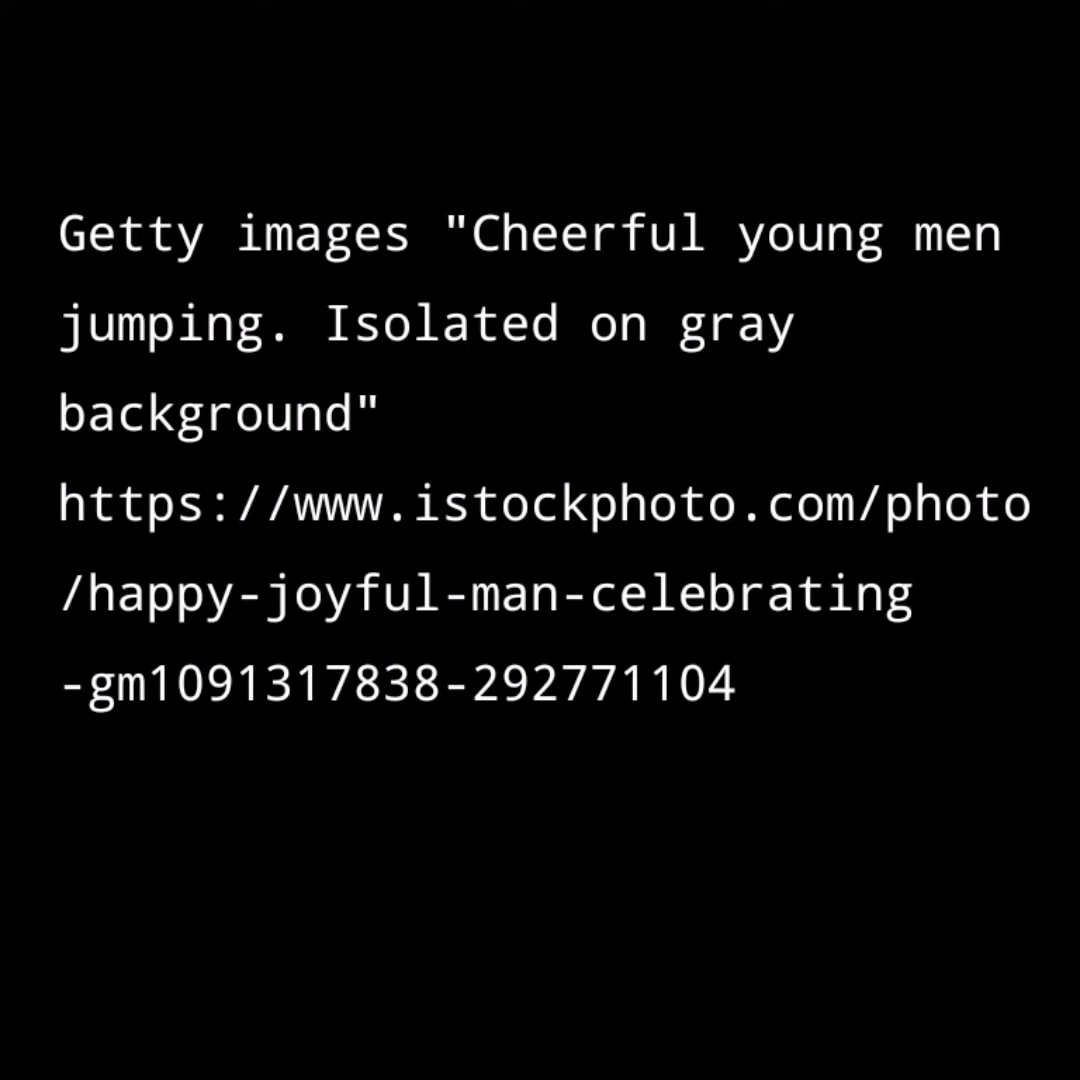 Getty images "Cheerful young men
jumping. Isolated on gray
background"
https://www.istockphoto.com/photo
/happy-joyful-man-celebrating
-gm1091317838-292771104